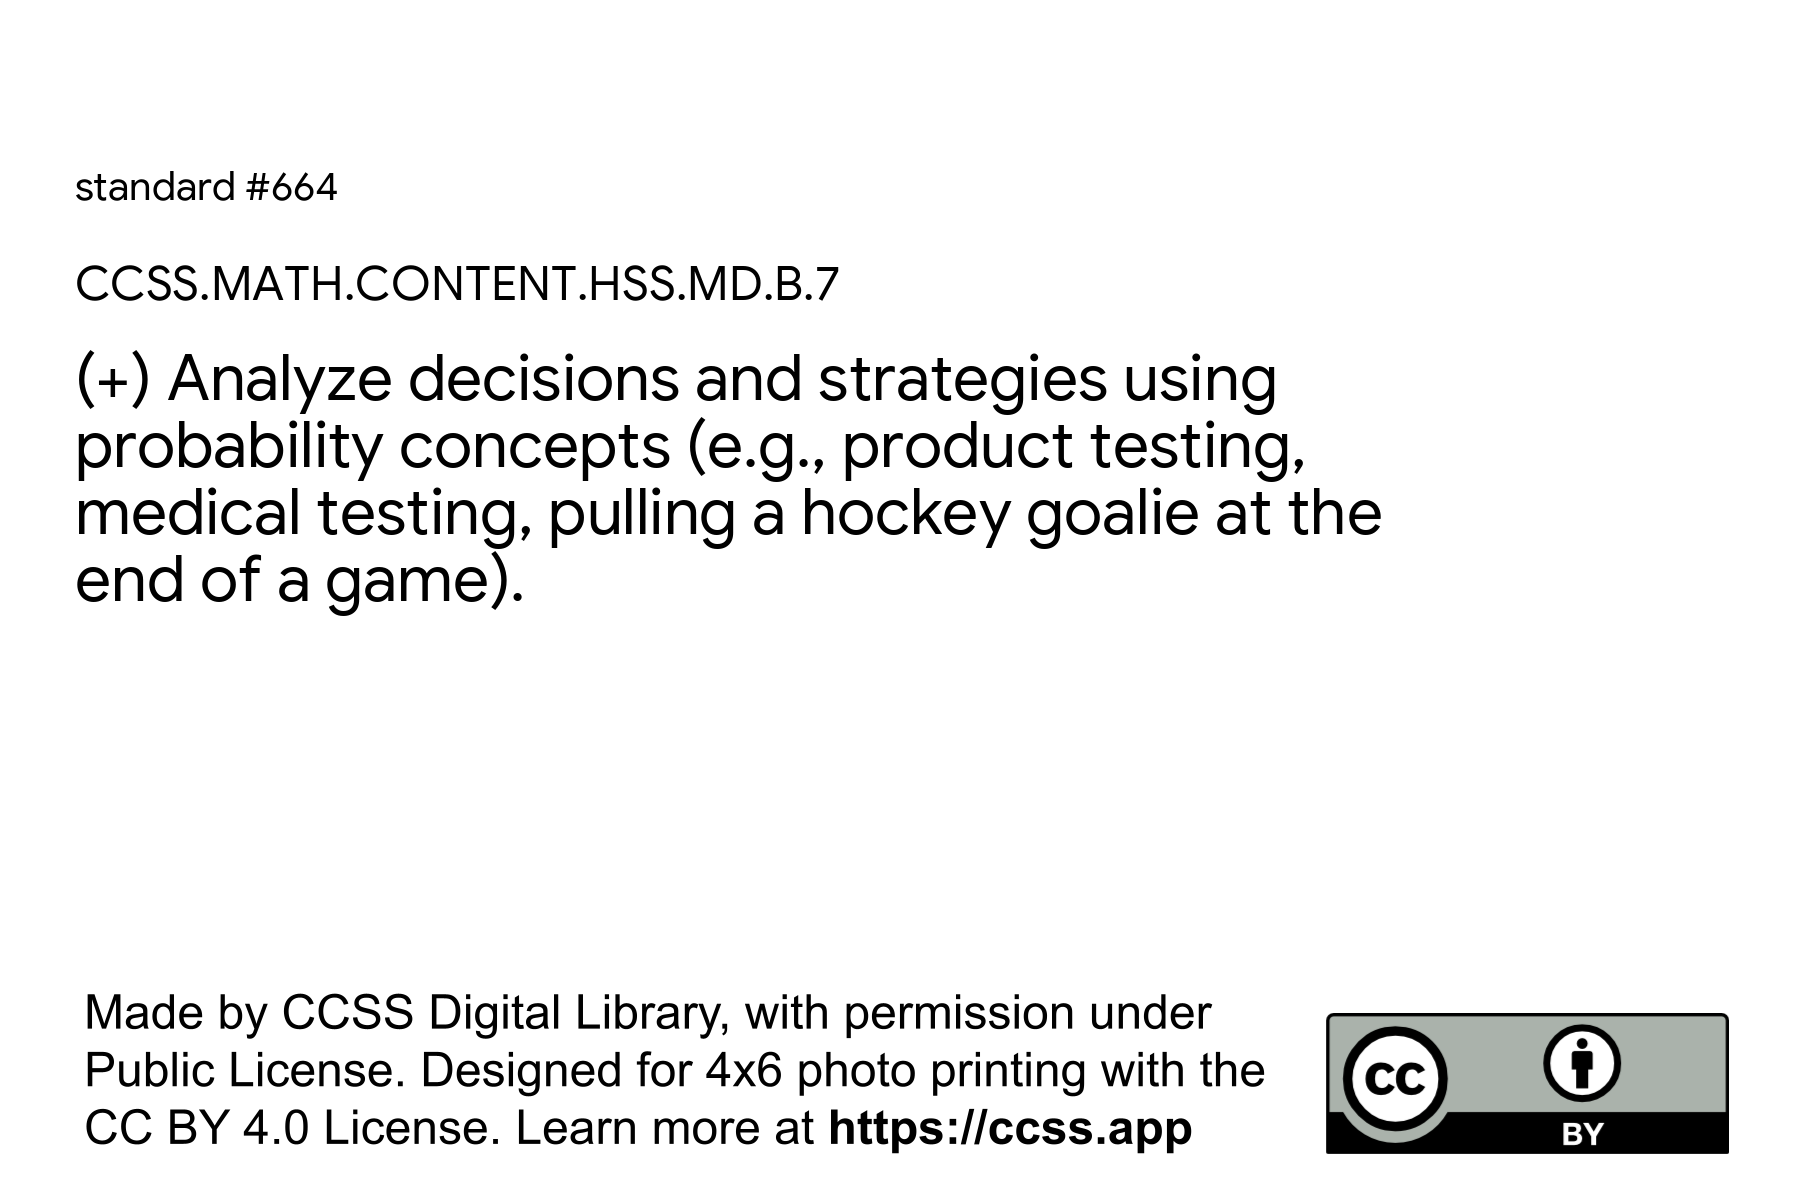 standard #664
CCSS.MATH.CONTENT.HSS.MD.B.7
(+) Analyze decisions and strategies using
probability concepts (e.g., product testing,
medical testing, pulling a hockey goalie at the
end of a game).
Made by CCSS Digital Library, with permission under
Public License. Designed for 4x6 photo printing with the
CC BY 4.0 License. Learn more at https://ccss.app
CC
BY